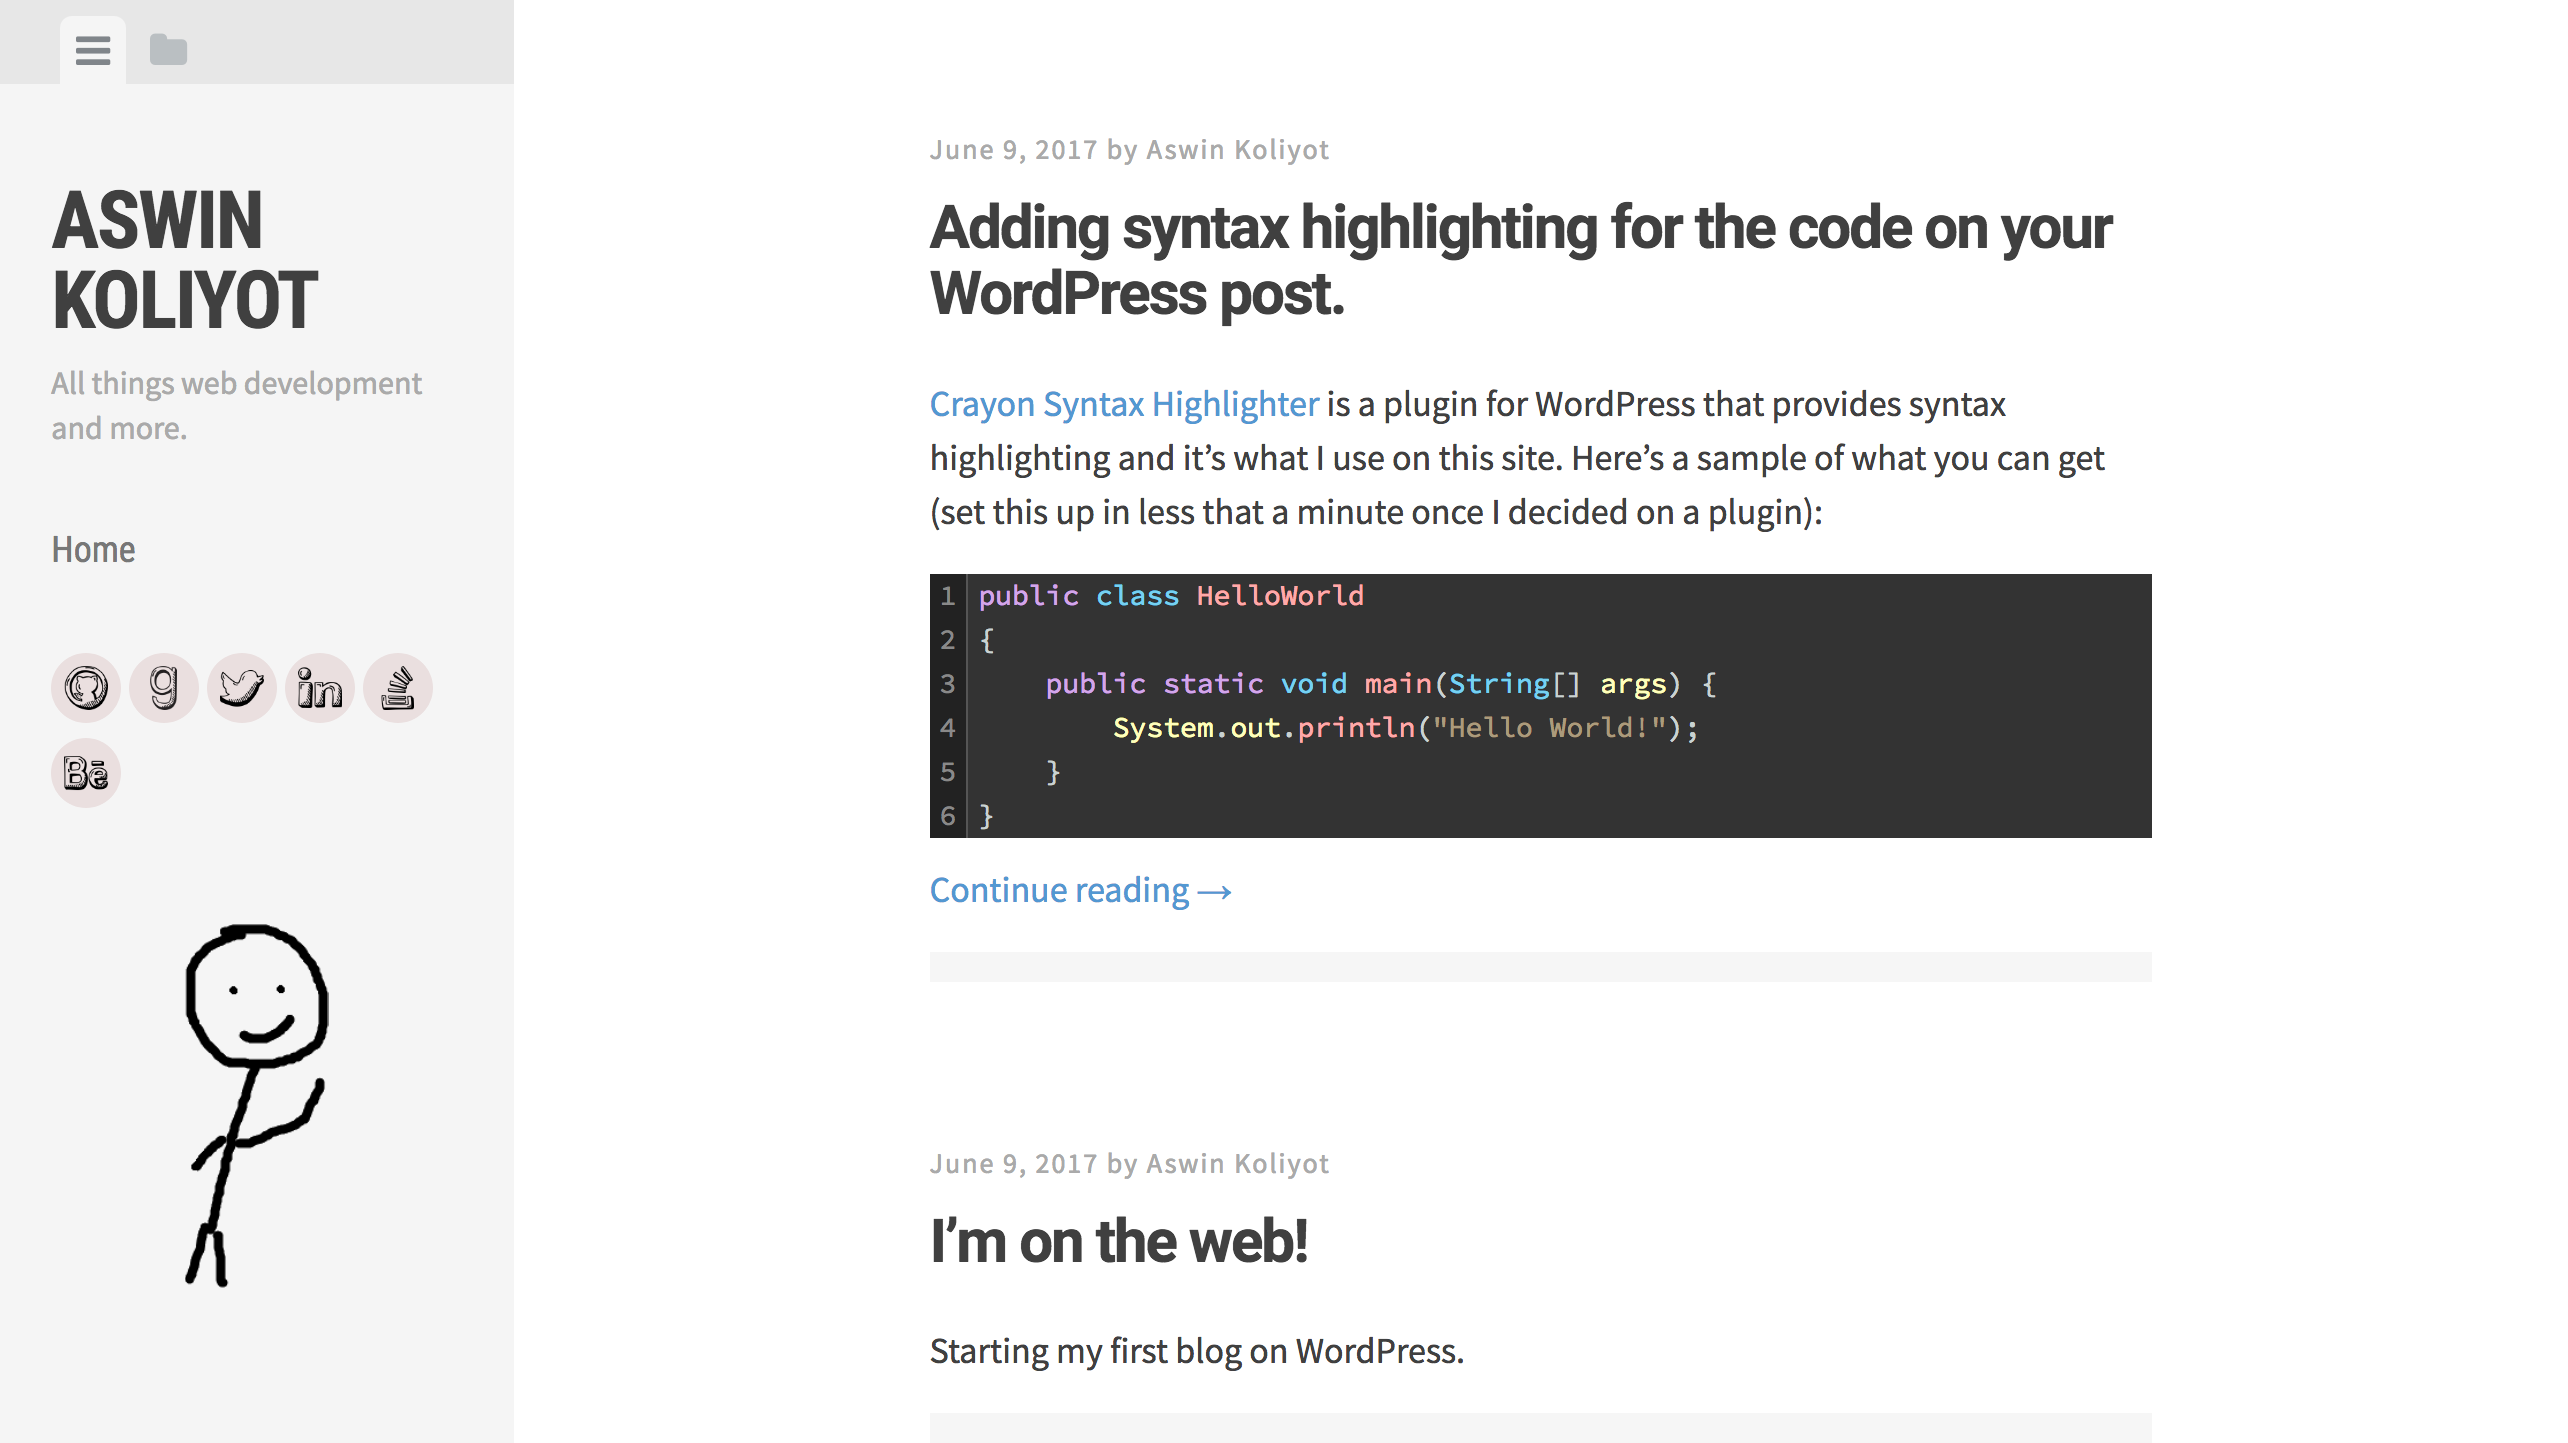 ASWIN
KOLIYOT
All things web development
and more.
Home
g
in
Bē
June 9, 2017 by Aswin Koliyot
Adding syntax highlighting for the code on your
WordPress post.
Crayon Syntax Highlighter is a plugin for WordPress that provides syntax
highlighting and it’s what I use on this site. Here’s a sample of what you can get
(set this up in less that a minute once I decided on a plugin):
1 public class HelloWorld
2 {
3     public static void main(String[] args) {
4         System.out.println("Hello World!");
5     }
6 }
Continue reading →
June 9, 2017 by Aswin Koliyot
I’m on the web!
Starting my first blog on WordPress.